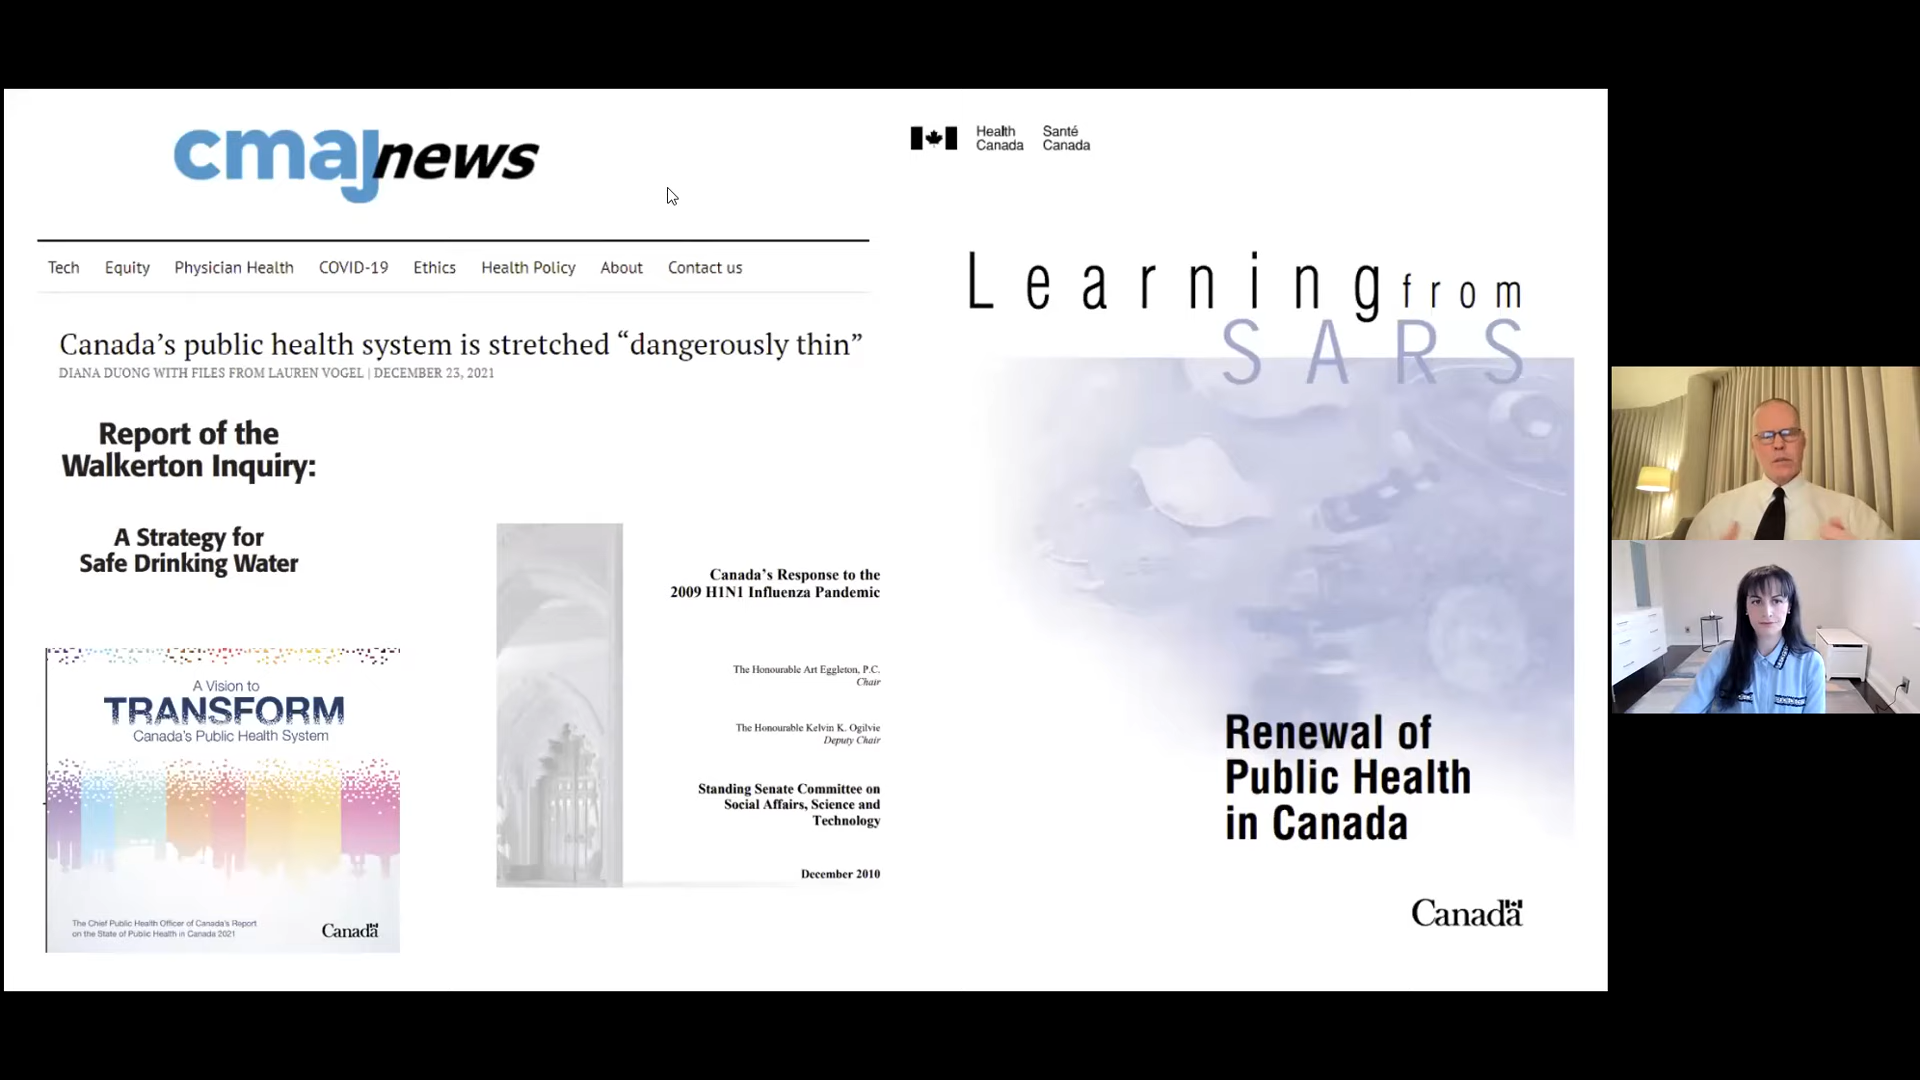 cmajnews
Tech Equity Physician Health COVID-19 Ethics Health Policy About Contact us
Canada’s public health system is stretched “dangerously thin”
DIANA DUONG WITH FILES FROM LAUREN VOGEL | DECEMBER 23, 2021
Report of the
Walkerton Inquiry:
A Strategy for
Safe Drinking Water
A Vision to
TRANSFORM
Canada’s Public Health System
The Chief Public Health Officer of Canada’s Report
on the State of Public Health in Canada 2021
Canada
Canada’s Response to the
2009 H1N1 Influenza Pandemic
The Honourable Art Eggleton, P.C.
Chair
The Honourable Kelvin K. Ogilvie
Deputy Chair
Standing Senate Committee on
Social Affairs, Science and
Technology
December 2010
Health Santé
Canada Canada
Learning from
SARS
Renewal of
Public Health
in Canada
Canada